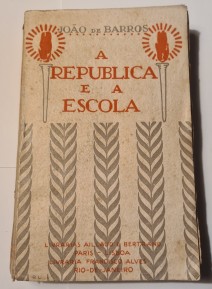 JOÃO DE BARROS
A
REPUBLICA
E A
ESCOLA
LIVRARIAS AILLAUD E BERTRAND
PARIS - LISBOA
LIVRARIA FRANCISCO ALVES
RIO-DE-JANEIRO